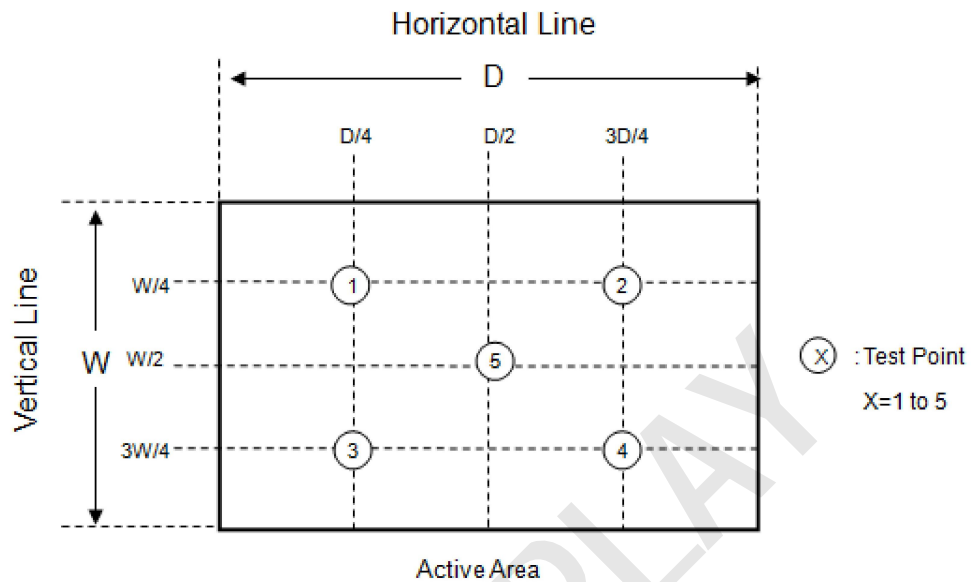 Horizontal Line
D
D/4 D/2 3D/4
W/4 1 2
Vertical Line
W W/2 5
X : Test Point
X=1 to 5
3W/4 3 4
Active Area
PLAY